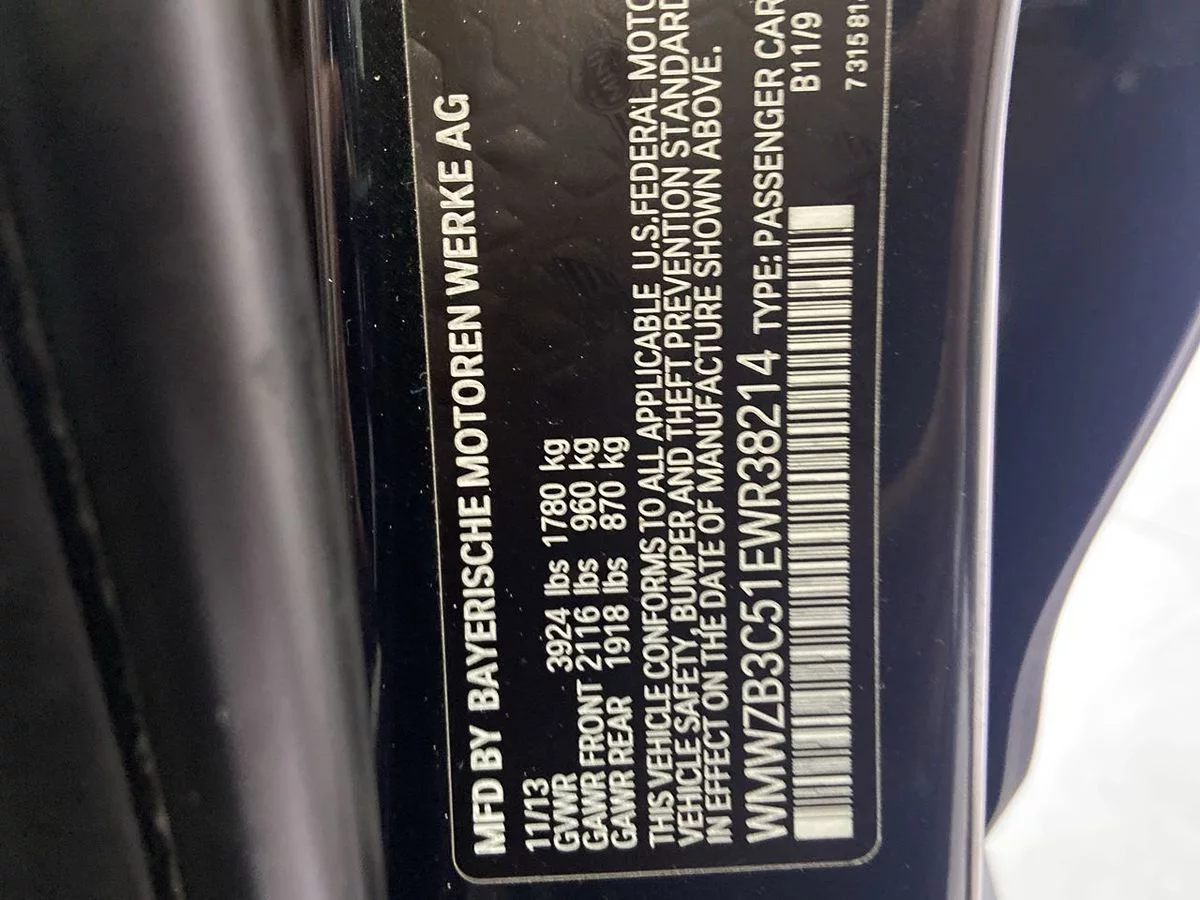 MFD BY BAYERISCHE MOTOREN WERKE AG
11/13
GVWR 3924 lbs 1780 kg
GAWR FRONT 2116 lbs 960 kg
GAWR REAR 1918 lbs 870 kg
THIS VEHICLE CONFORMS TO ALL APPLICABLE U.S.FEDERAL MOTO
VEHICLE SAFETY, BUMPER AND THEFT PREVENTION STANDARD
IN EFFECT ON THE DATE OF MANUFACTURE SHOWN ABOVE.
WMWZB3C51EWR38214 TYPE: PASSENGER CAR
B11/9
731581